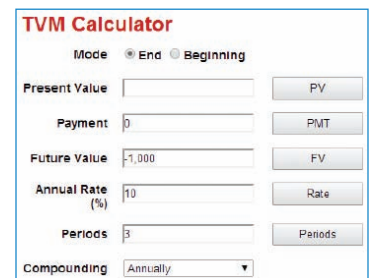 TVM Calculator
Mode End Beginning
Present Value PV
Payment 0 PMT
Future Value -1,000 FV
Annual Rate (%) 10 Rate
Periods 3 Periods
Compounding Annually